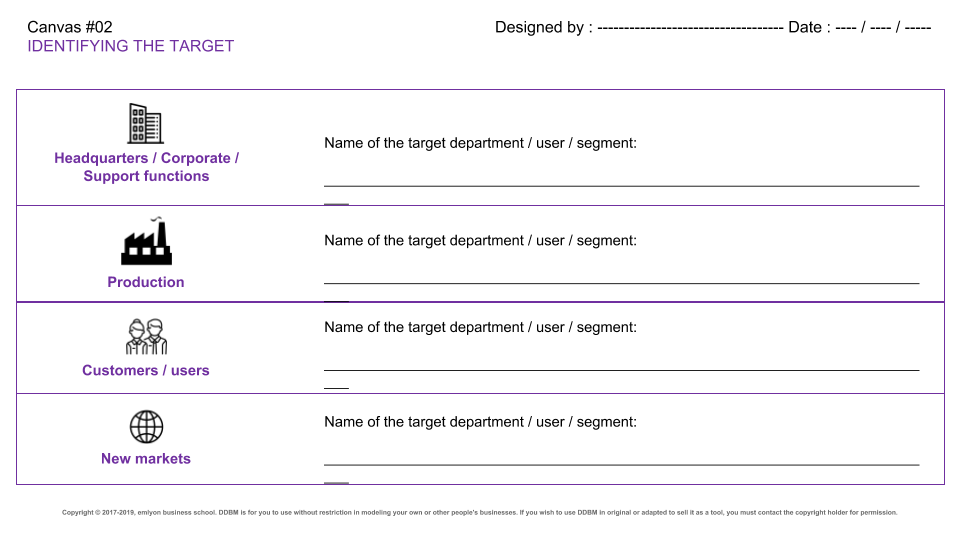 Canvas #02
IDENTIFYING THE TARGET
Designed by : ----------------------------------- Date : ---- / ---- / -----
Headquarters / Corporate /
Support functions
Name of the target department / user / segment:
Production
Name of the target department / user / segment:
Customers / users
Name of the target department / user / segment:
New markets
Name of the target department / user / segment:
Copyright © 2017-2019, emlyon business school. DDBM is for you to use without restriction in modeling your own or other people's businesses. If you wish to use DDBM in original or adapted to sell it as a tool, you must contact the copyright holder for permission.